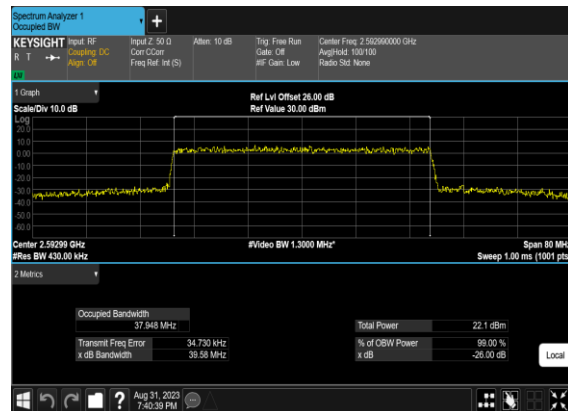 Spectrum Analyzer 1
Occupied BW
+
KEYSIGHT
R T
LV
Input: RF
Coupling: DC
Align: Off
Input Z: 50 Ω
Corr CCorr
Freq Ref: Int (S)
Atten: 10 dB
Trig: Free Run
Gate: Off
#IF Gain: Low
Center Freq: 2.592990000 GHz
Avg|Hold: 100/100
Radio Std: None
1 Graph
Scale/Div 10.0 dB
Ref Lvl Offset 26.00 dB
Ref Value 30.00 dBm
Log
20.0
10.0
0.00
-10.0
-20.0
-30.0
-40.0
-50.0
-60.0
Center 2.59299 GHz
#Res BW 430.00 kHz
#Video BW 1.3000 MHz*
Span 80 MHz
Sweep 1.00 ms (1001 pts)
2 Metrics
Occupied Bandwidth
37.948 MHz
Transmit Freq Error 34.730 kHz
x dB Bandwidth 39.58 MHz
Total Power 22.1 dBm
% of OBW Power 99.00 %
x dB -26.00 dB
Local
?
Aug 31, 2023
7:40:39 PM